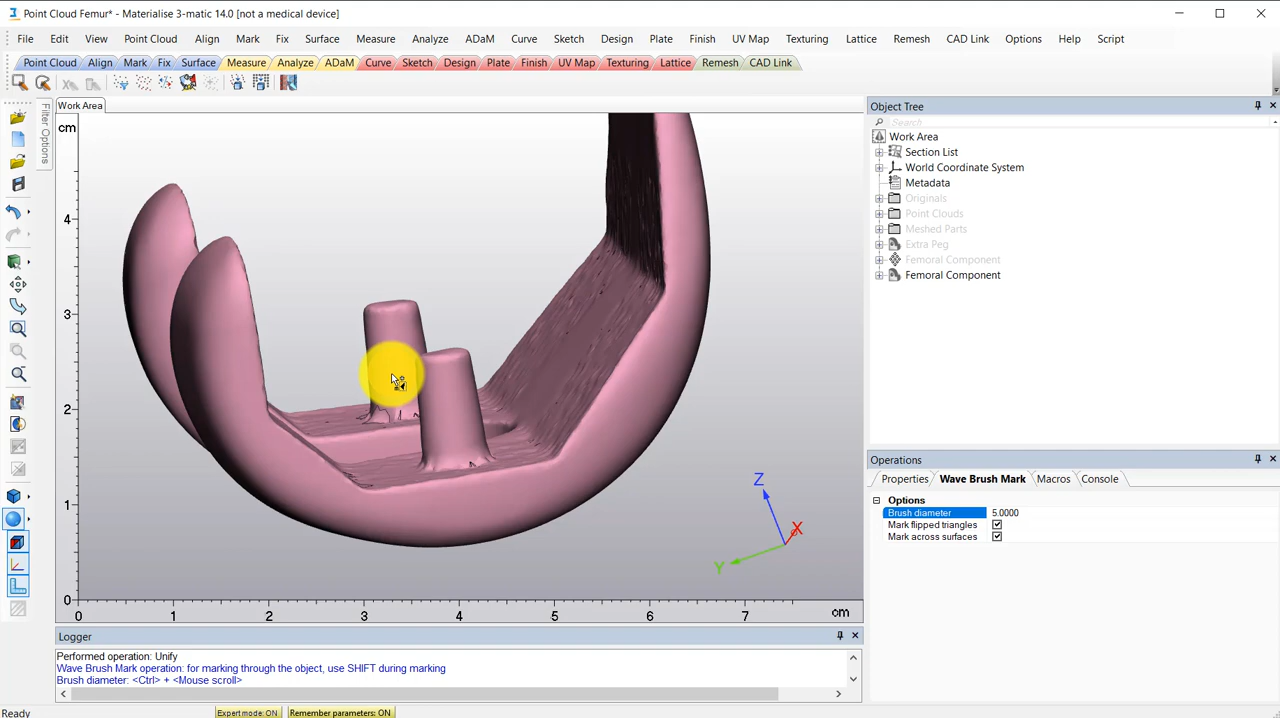 Point Cloud Femur* - Materialise 3-matic 14.0 [not a medical device]
File Edit View Point Cloud Align Mark Fix Surface Measure Analyze ADaM Curve Sketch Design Plate Finish UV Map Texturing Lattice Remesh CAD Link Options Help Script
Point Cloud Align Mark Fix Surface Measure Analyze ADaM Curve Sketch Design Plate Finish UV Map Texturing Lattice Remesh CAD Link
Filter Options
Work Area
cm
4
3
2
1
0
0 1 2 3 4 5 6 7 cm
Z
X
Y
Object Tree
Search
Work Area
Section List
World Coordinate System
Metadata
Originals
Point Clouds
Meshed Parts
Extra Peg
Femoral Component
Femoral Component
Operations
Properties Wave Brush Mark Macros Console
Options
Brush diameter 5.0000
Mark flipped triangles
Mark across surfaces
Logger
Performed operation: Unify
Wave Brush Mark operation: for marking through the object, use SHIFT during marking
Brush diameter: <Ctrl> + <Mouse scroll>
Ready Expert mode: ON Remember parameters: ON